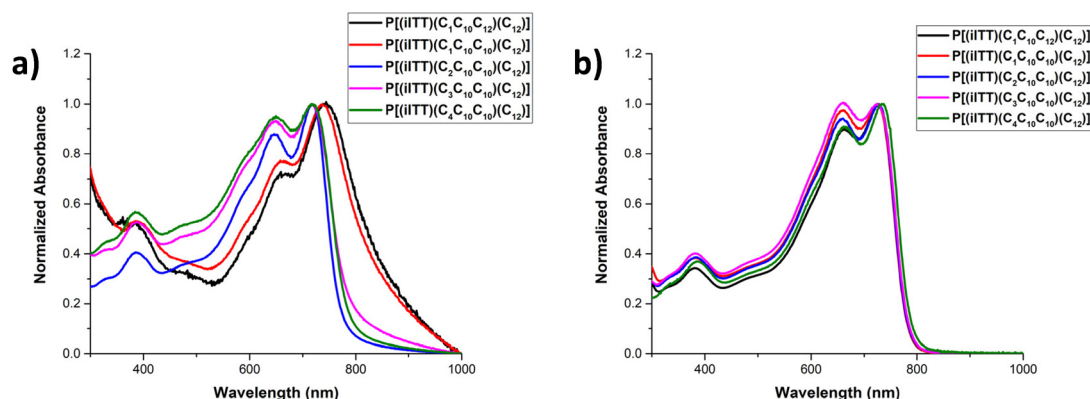 a)
P[(iITT)(C₁C₁₀C₁₂)(C₁₂)]
P[(iITT)(C₁C₁₀C₁₀)(C₁₂)]
P[(iITT)(C₂C₁₀C₁₀)(C₁₂)]
P[(iITT)(C₃C₁₀C₁₀)(C₁₂)]
P[(iITT)(C₄C₁₀C₁₀)(C₁₂)]
Normalized Absorbance
1.2
1.0
0.8
0.6
0.4
0.2
0.0
400
600
800
1000
Wavelength (nm)
b)
P[(iITT)(C₁C₁₀C₁₂)(C₁₂)]
P[(iITT)(C₁C₁₀C₁₀)(C₁₂)]
P[(iITT)(C₂C₁₀C₁₀)(C₁₂)]
P[(iITT)(C₃C₁₀C₁₀)(C₁₂)]
P[(iITT)(C₄C₁₀C₁₀)(C₁₂)]
Normalized Absorbance
1.2
1.0
0.8
0.6
0.4
0.2
0.0
400
600
800
1000
Wavelength (nm)